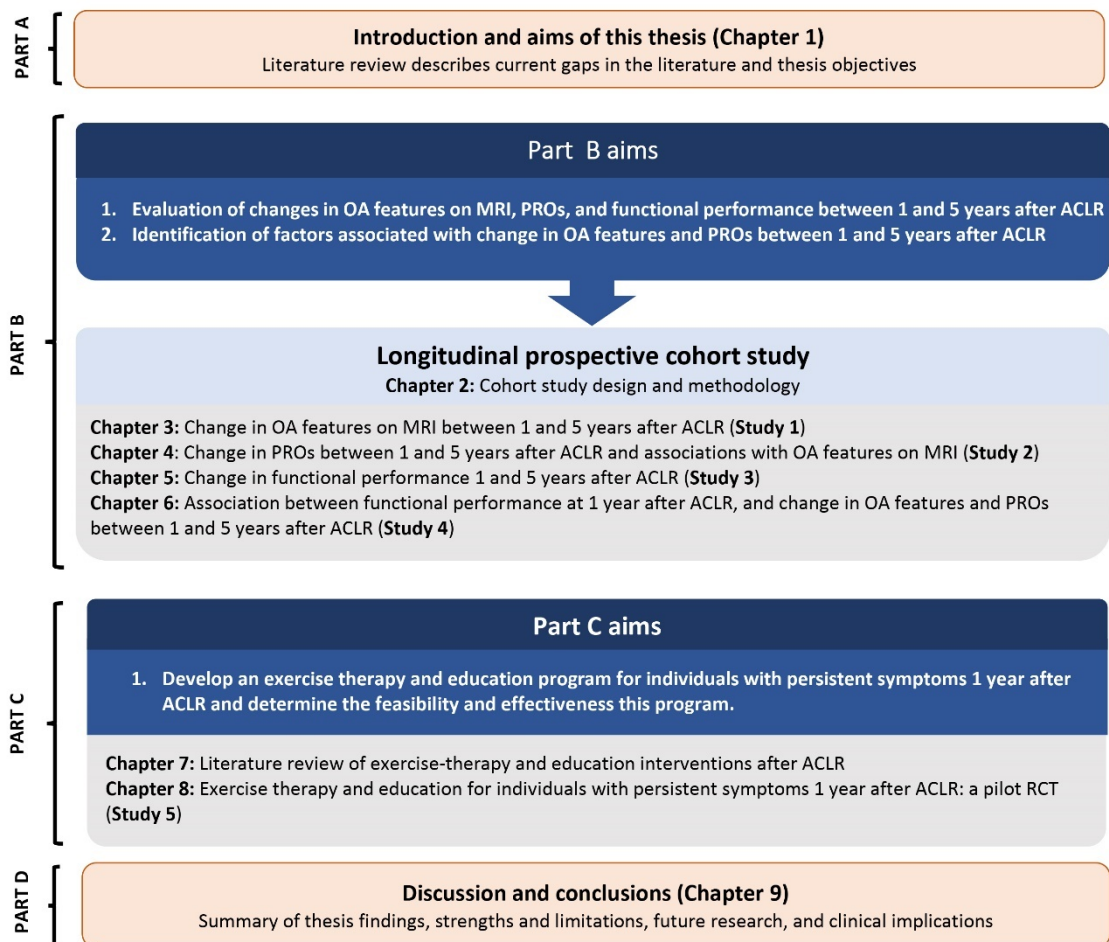 PART A
Introduction and aims of this thesis (Chapter 1)
Literature review describes current gaps in the literature and thesis objectives
PART B
Part B aims
1. Evaluation of changes in OA features on MRI, PROs, and functional performance between 1 and 5 years after ACLR
2. Identification of factors associated with change in OA features and PROs between 1 and 5 years after ACLR
Longitudinal prospective cohort study
Chapter 2: Cohort study design and methodology
Chapter 3: Change in OA features on MRI between 1 and 5 years after ACLR (Study 1)
Chapter 4: Change in PROs between 1 and 5 years after ACLR and associations with OA features on MRI (Study 2)
Chapter 5: Change in functional performance 1 and 5 years after ACLR (Study 3)
Chapter 6: Association between functional performance at 1 year after ACLR, and change in OA features and PROs
between 1 and 5 years after ACLR (Study 4)
PART C
Part C aims
1. Develop an exercise therapy and education program for individuals with persistent symptoms 1 year after
ACLR and determine the feasibility and effectiveness this program.
Chapter 7: Literature review of exercise-therapy and education interventions after ACLR
Chapter 8: Exercise therapy and education for individuals with persistent symptoms 1 year after ACLR: a pilot RCT
(Study 5)
PART D
Discussion and conclusions (Chapter 9)
Summary of thesis findings, strengths and limitations, future research, and clinical implications